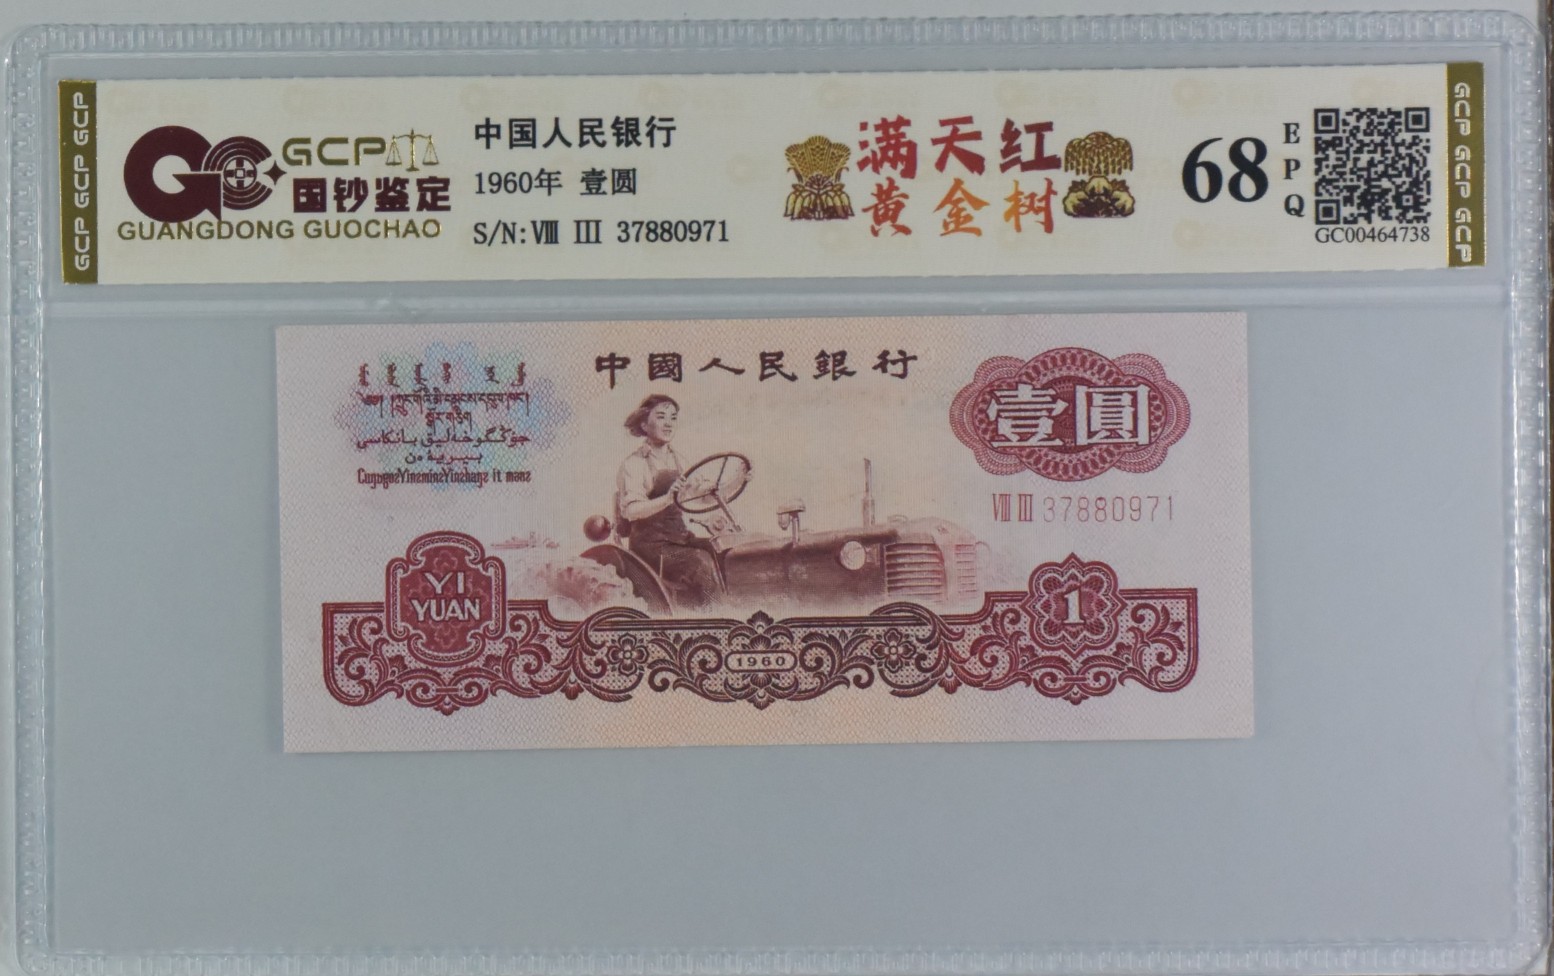 GCP GCP GCP
GCP
国钞鉴定
GUANGDONG GUOCHAO
中国人民银行
1960年 壹圆
S/N:Ⅷ Ⅲ 37880971
满天红
黄金树
68
EPQ
GC00464738
GCP GCP GCP
中國人民銀行
壹圓
ⅧⅢ 37880971
YI
YUAN
1960
1